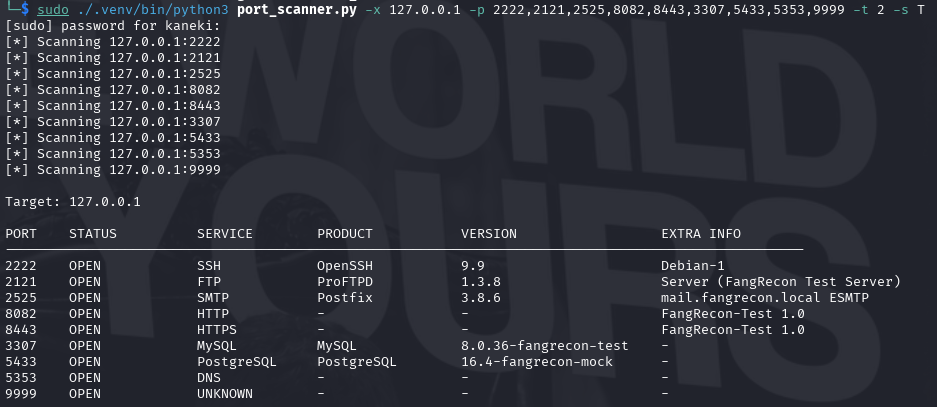 $ sudo ./.venv/bin/python3 port_scanner.py -x 127.0.0.1 -p 2222,2121,2525,8082,8443,3307,5433,5353,9999 -t 2 -s T
[sudo] password for kaneki:
[*] Scanning 127.0.0.1:2222
[*] Scanning 127.0.0.1:2121
[*] Scanning 127.0.0.1:2525
[*] Scanning 127.0.0.1:8082
[*] Scanning 127.0.0.1:8443
[*] Scanning 127.0.0.1:3307
[*] Scanning 127.0.0.1:5433
[*] Scanning 127.0.0.1:5353
[*] Scanning 127.0.0.1:9999
Target: 127.0.0.1
PORT STATUS SERVICE PRODUCT VERSION EXTRA INFO
2222 OPEN SSH OpenSSH 9.9 Debian-1
2121 OPEN FTP ProFTPD 1.3.8 Server (FangRecon Test Server)
2525 OPEN SMTP Postfix 3.8.6 mail.fangrecon.local ESMTP
8082 OPEN HTTP - - FangRecon-Test 1.0
8443 OPEN HTTPS - - FangRecon-Test 1.0
3307 OPEN MySQL MySQL 8.0.36-fangrecon-test -
5433 OPEN PostgreSQL PostgreSQL 16.4-fangrecon-mock -
5353 OPEN DNS - - -
9999 OPEN UNKNOWN - - -
WORLD
YOURS